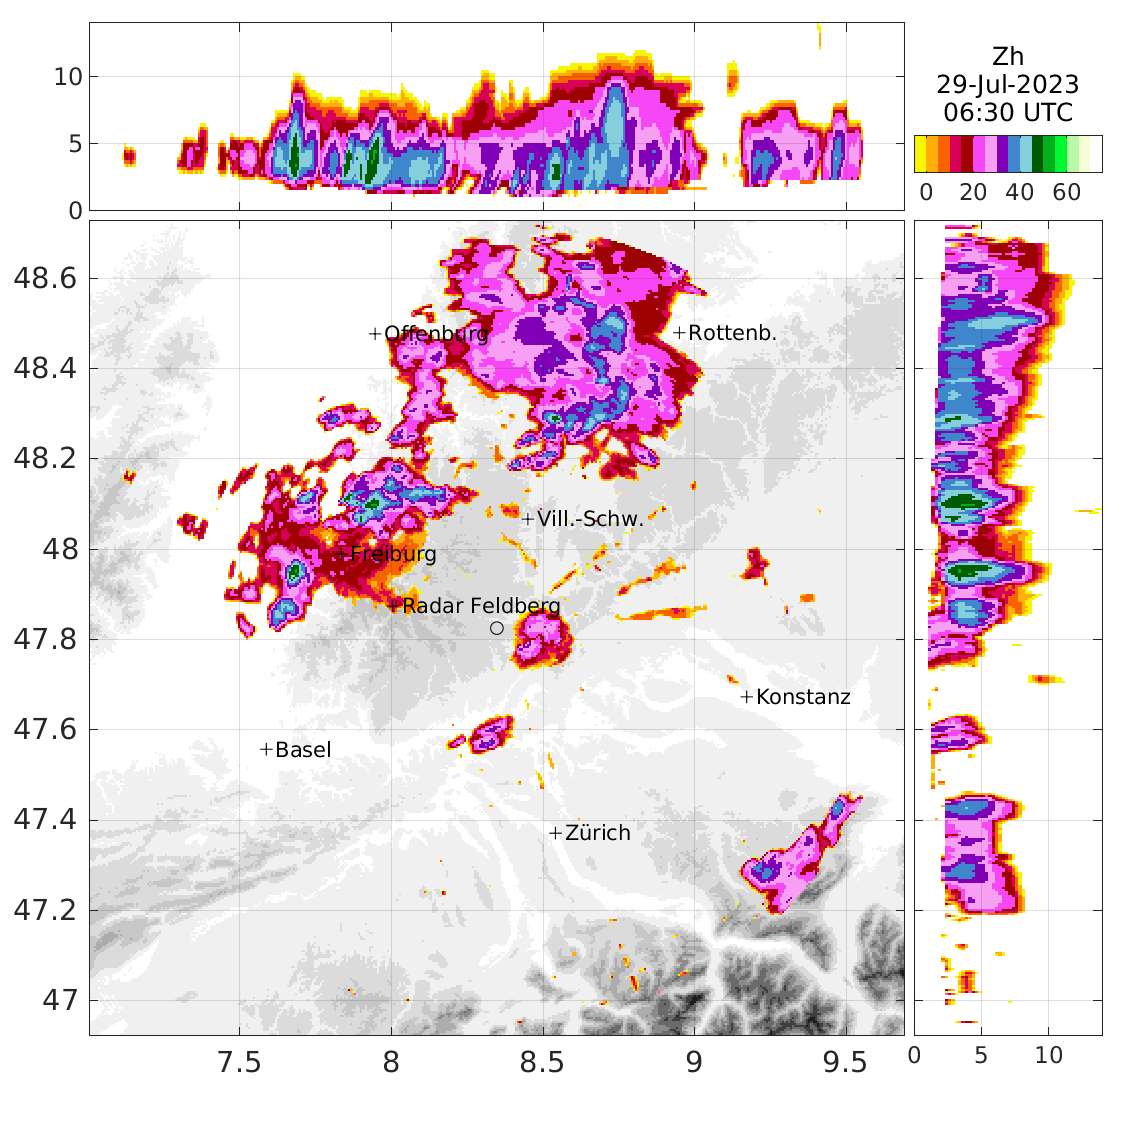 10
5
0
Zh
29-Jul-2023
06:30 UTC
0 20 40 60
48.6
48.4
48.2
48
47.8
47.6
47.4
47.2
47
+Offenburg
+Rottenb.
+Vill.-Schw.
+Freiburg
+Radar Feldberg
+Konstanz
+Basel
+Zürich
7.5 8 8.5 9 9.5
0 5 10